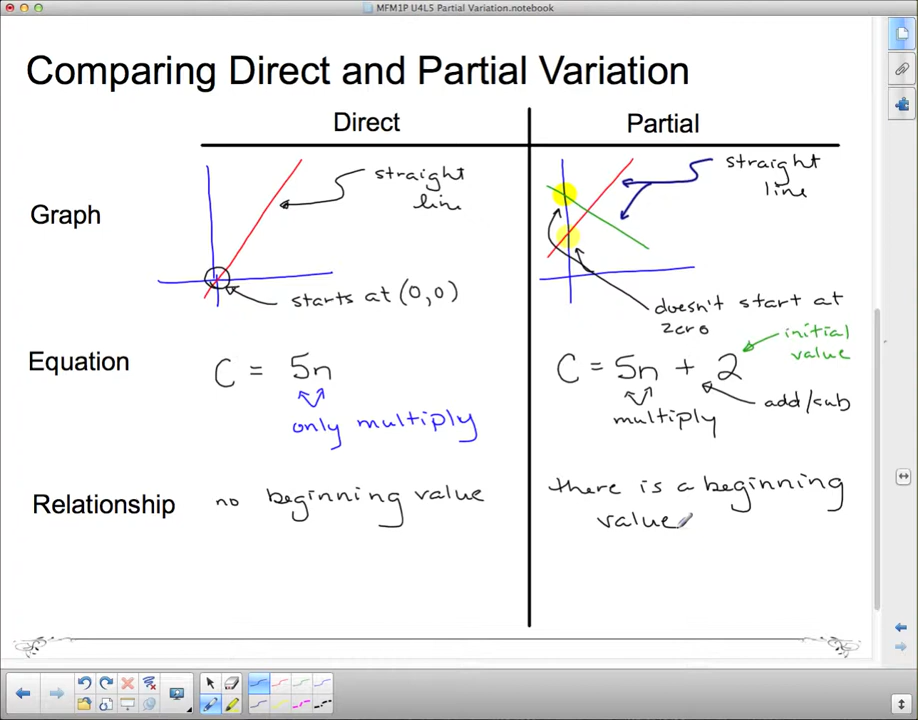 MFM1P U4L5 Partial Variation.notebook
Comparing Direct and Partial Variation
Direct
Partial
Graph
straight
line
starts at (0,0)
straight
line
doesn't start at
zero
Equation
C = 5n
only multiply
C = 5n + 2
initial
value
multiply
add/sub
Relationship
no beginning value
there is a beginning
value